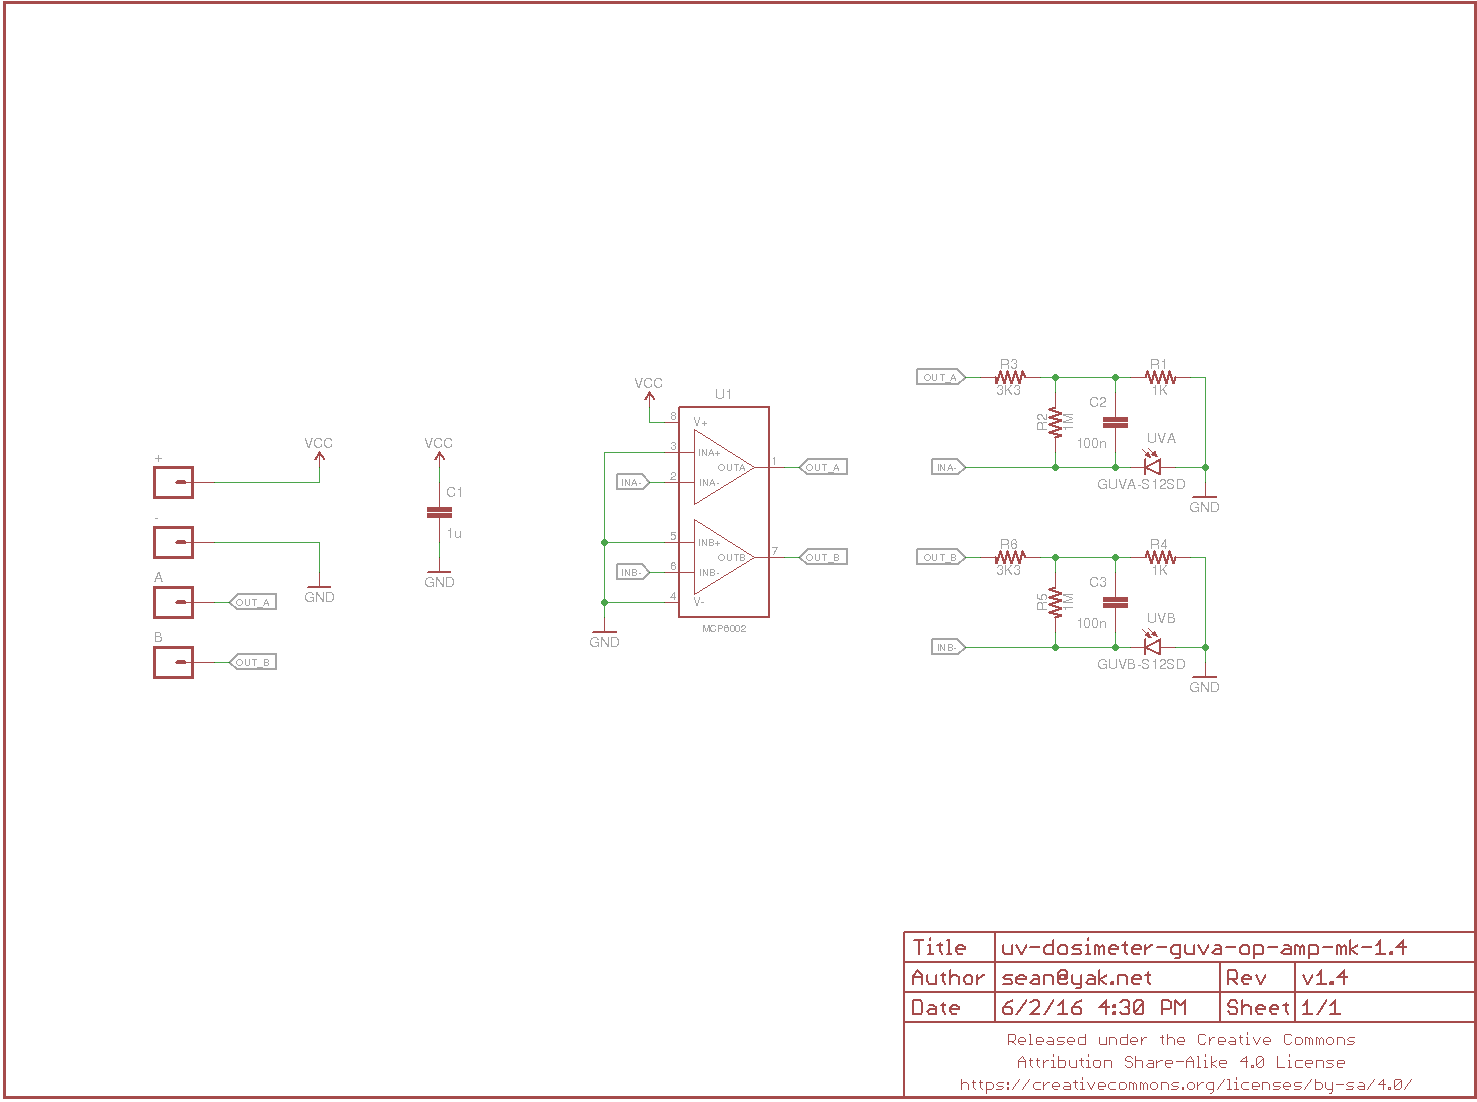 +
VCC
-
GND
A
OUT_A
B
OUT_B
VCC
C1
1u
GND
VCC
U1
8
V+
3
INA+
OUTA
1
OUT_A
INA-
2
INA-
5
INB+
OUTB
7
OUT_B
INB-
6
INB-
4
V-
MCP6002
GND
OUT_A
R3
3K3
R1
1K
R2
1M
C2
100n
UVA
INA-
GUVA-S12SD
GND
OUT_B
R6
3K3
R4
1K
R5
1M
C3
100n
UVB
INB-
GUVB-S12SD
GND
Title uv-dosimeter-guva-op-amp-mk-1.4
Author sean@yak.net Rev v1.4
Date 6/2/16 4:30 PM Sheet 1/1
Released under the Creative Commons
Attribution Share-Alike 4.0 License
https://creativecommons.org/licenses/by-sa/4.0/